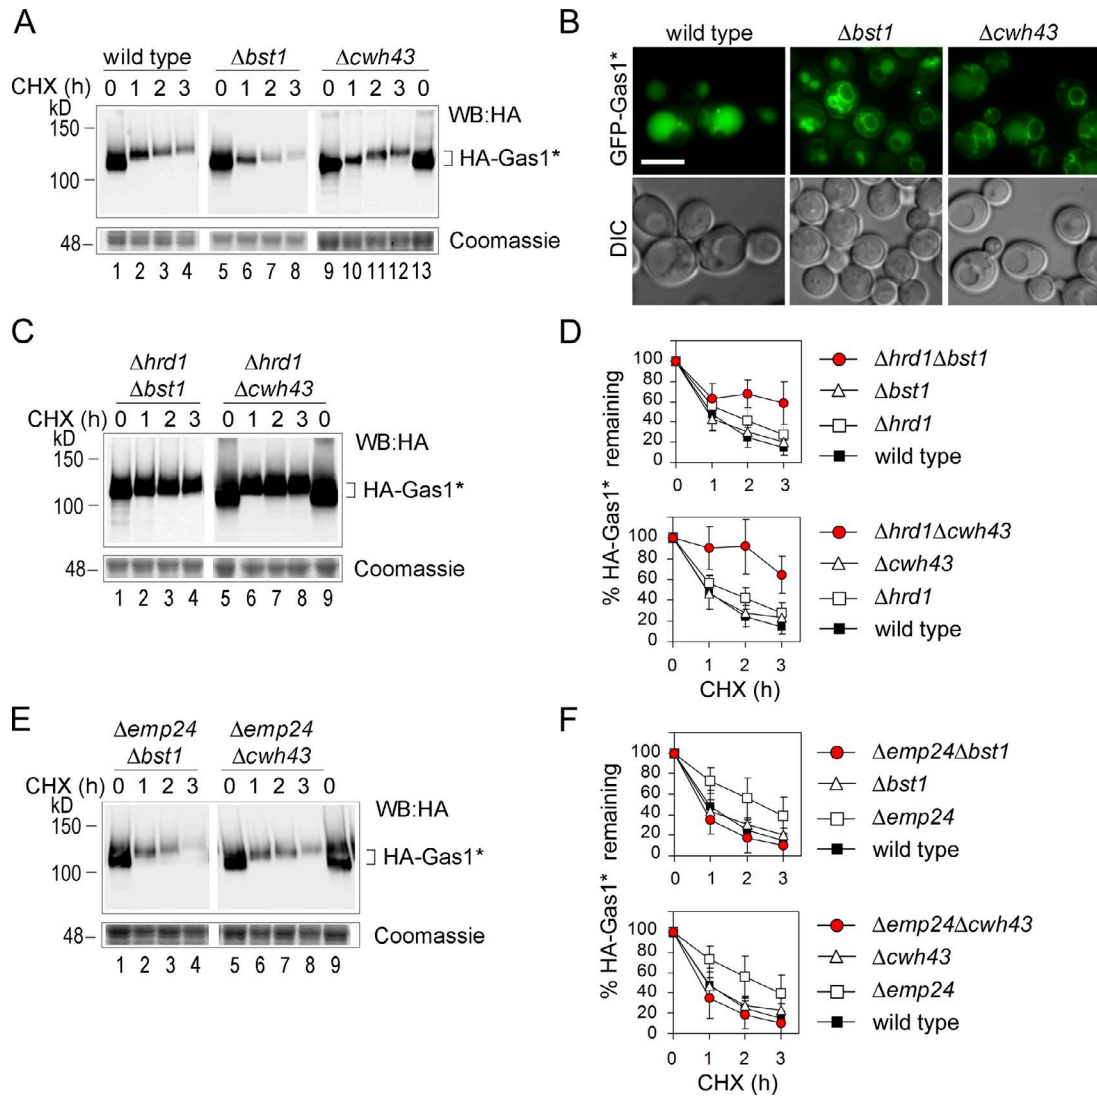 A
wild type Δbst1 Δcwh43
CHX (h) 0 1 2 3 0 1 2 3 0 1 2 3 0
kD
WB:HA
150
HA-Gas1*
100
48 Coomassie
1 2 3 4 5 6 7 8 9 10 11 12 13
B
wild type Δbst1 Δcwh43
GFP-Gas1*
DIC
C
Δhrd1 Δhrd1
Δbst1 Δcwh43
CHX (h) 0 1 2 3 0 1 2 3 0
kD
WB:HA
150
HA-Gas1*
100
48 Coomassie
1 2 3 4 5 6 7 8 9
D
% HA-Gas1* remaining
100
80
60
40
20
0
0 1 2 3
Δhrd1Δbst1
Δbst1
Δhrd1
wild type
100
80
60
40
20
0
0 1 2 3
CHX (h)
Δhrd1Δcwh43
Δcwh43
Δhrd1
wild type
E
Δemp24 Δemp24
Δbst1 Δcwh43
CHX (h) 0 1 2 3 0 1 2 3 0
kD
WB:HA
150
HA-Gas1*
100
48 Coomassie
1 2 3 4 5 6 7 8 9
F
% HA-Gas1* remaining
100
80
60
40
20
0
0 1 2 3
Δemp24Δbst1
Δbst1
Δemp24
wild type
100
80
60
40
20
0
0 1 2 3
CHX (h)
Δemp24Δcwh43
Δcwh43
Δemp24
wild type